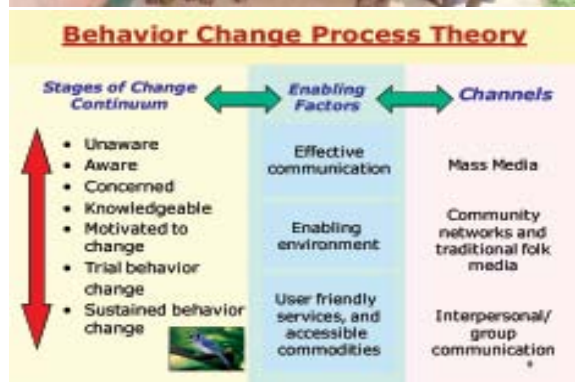 Behavior Change Process Theory
Stages of Change
Continuum
• Unaware
• Aware
• Concerned
• Knowledgeable
• Motivated to
change
• Trial behavior
change
• Sustained behavior
change
Enabling
Factors
Effective
communication
Enabling
environment
User friendly
services, and
accessible
commodities
Channels
Mass Media
Community
networks and
traditional folk
media
Interpersonal/
group
communication